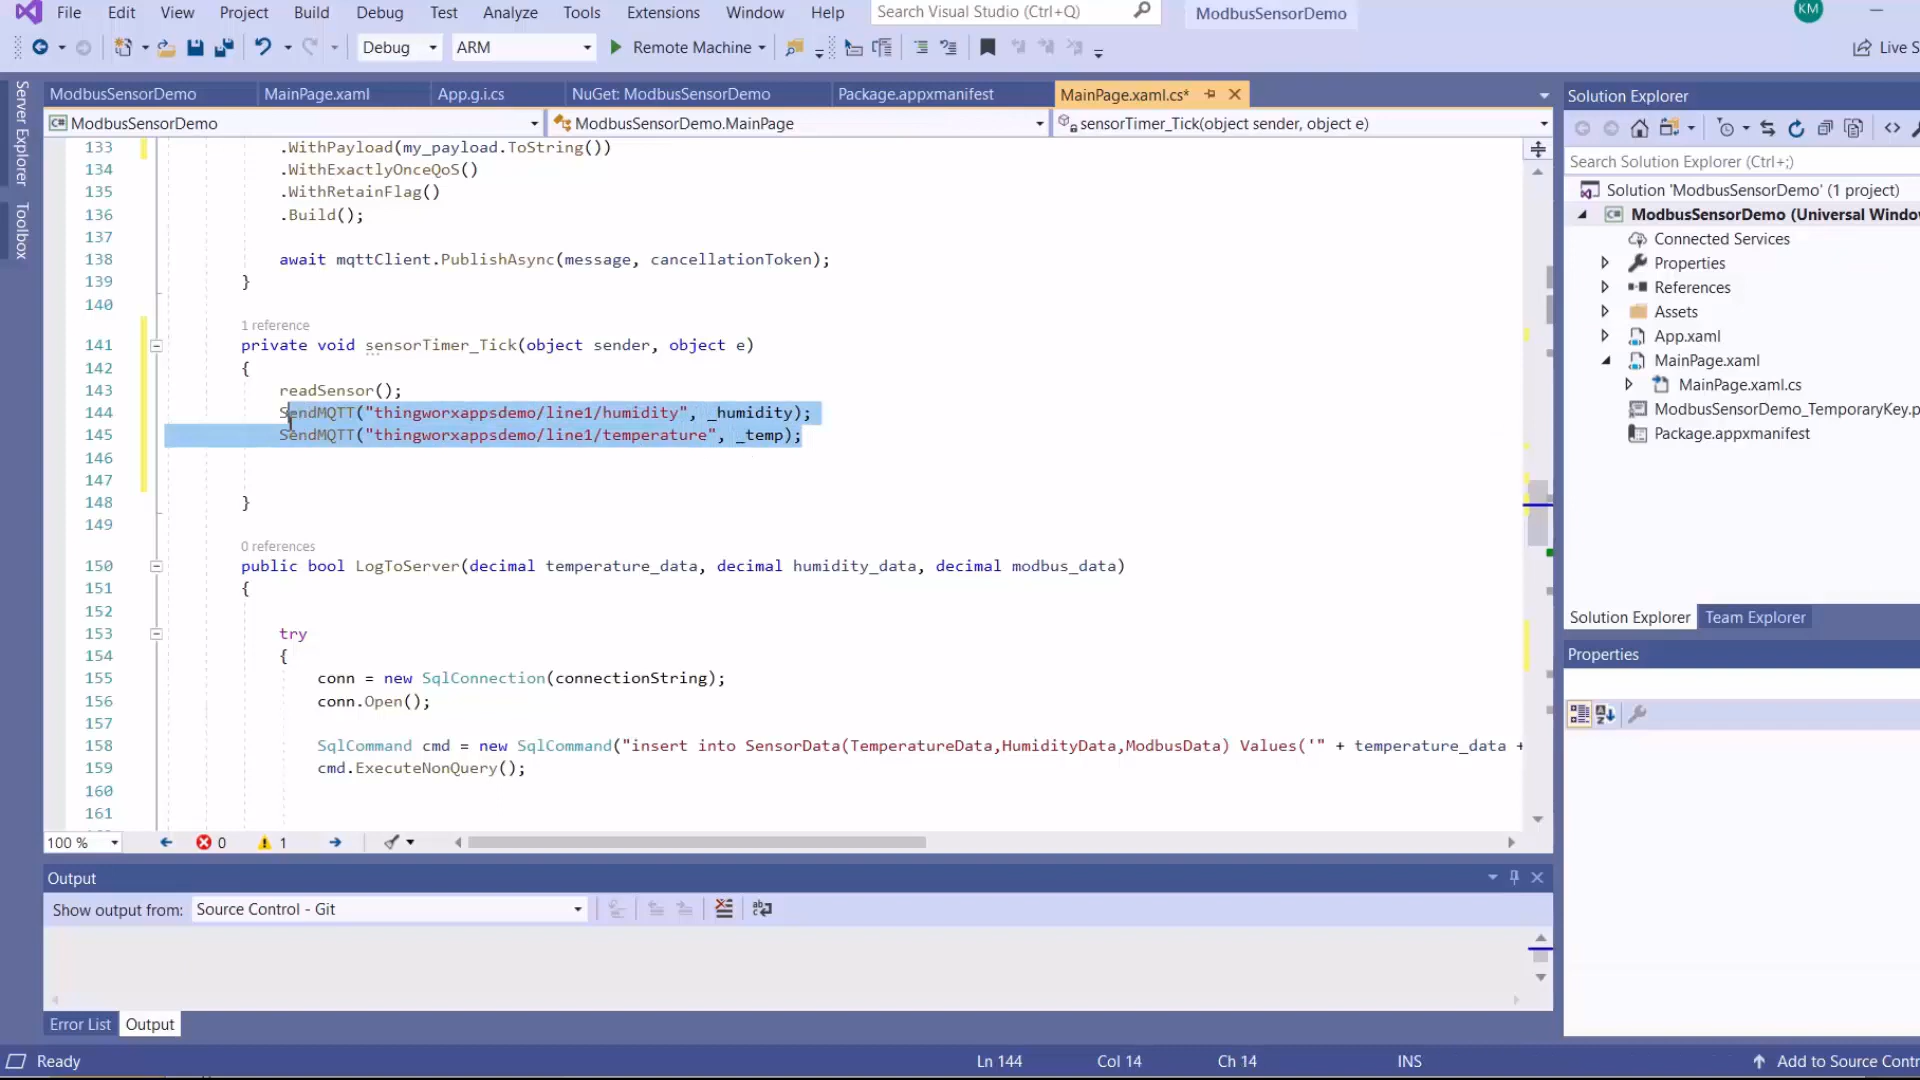 File Edit View Project Build Debug Test Analyze Tools Extensions Window Help Search Visual Studio (Ctrl+Q) ModbusSensorDemo KM
Debug ARM Remote Machine Live S
Server Explorer
Toolbox
ModbusSensorDemo MainPage.xaml App.g.i.cs NuGet: ModbusSensorDemo Package.appxmanifest MainPage.xaml.cs*
ModbusSensorDemo ModbusSensorDemo.MainPage sensorTimer_Tick(object sender, object e)
133 .WithPayload(my_payload.ToString())
134 .WithExactlyOnceQoS()
135 .WithRetainFlag()
136 .Build();
137
138 await mqttClient.PublishAsync(message, cancellationToken);
139 }
140
1 reference
141 private void sensorTimer_Tick(object sender, object e)
142 {
143 readSensor();
144 SendMQTT("thingworxappsdemo/line1/humidity", _humidity);
145 SendMQTT("thingworxappsdemo/line1/temperature", _temp);
146
147
148 }
149
0 references
150 public bool LogToServer(decimal temperature_data, decimal humidity_data, decimal modbus_data)
151 {
152
153 try
154 {
155 conn = new SqlConnection(connectionString);
156 conn.Open();
157
158 SqlCommand cmd = new SqlCommand("insert into SensorData(TemperatureData,HumidityData,ModbusData) Values('" + temperature_data +
159 cmd.ExecuteNonQuery();
160
161
100 % 0 1
Output
Show output from: Source Control - Git
Error List Output
Ready Ln 144 Col 14 Ch 14 INS Add to Source Contr
Solution Explorer
Search Solution Explorer (Ctrl+;)
Solution 'ModbusSensorDemo' (1 project)
ModbusSensorDemo (Universal Windo
Connected Services
Properties
References
Assets
App.xaml
MainPage.xaml
MainPage.xaml.cs
ModbusSensorDemo_TemporaryKey.p
Package.appxmanifest
Solution Explorer Team Explorer
Properties